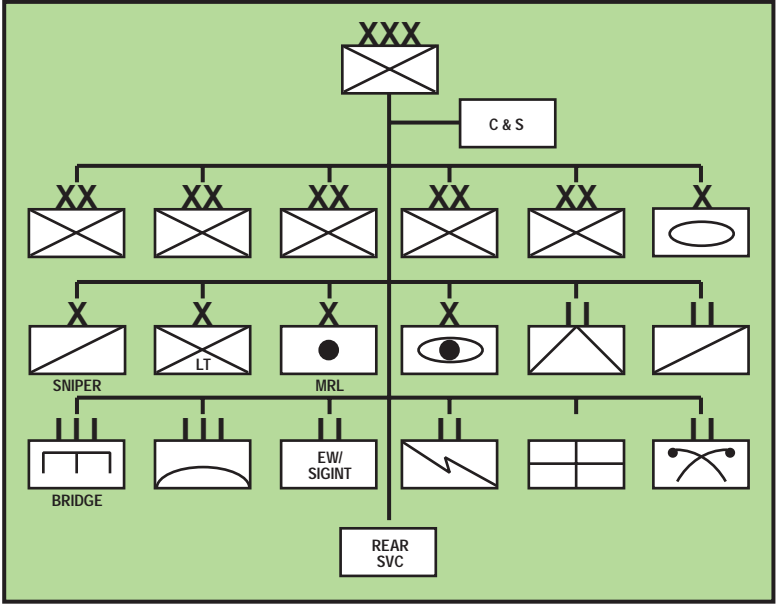 XXX
C & S
XX XX XX XX XX X
X X X X II II
LT
SNIPER MRL
III III II II II
EW/
SIGINT
BRIDGE
REAR
SVC